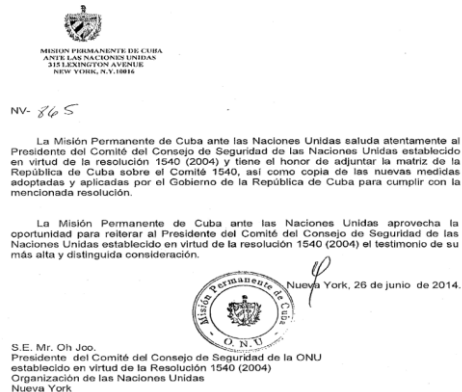 MISION PERMANENTE DE CUBA
ANTE LAS NACIONES UNIDAS
315 LEXINGTON AVENUE
NEW YORK, N.Y. 10016
NV- 865
La Misión Permanente de Cuba ante las Naciones Unidas saluda atentamente al
Presidente del Comité del Consejo de Seguridad de las Naciones Unidas establecido
en virtud de la resolución 1540 (2004) y tiene el honor de adjuntar la matriz de la
República de Cuba sobre el Comité 1540, así como copia de las nuevas medidas
adoptadas y aplicadas por el Gobierno de la República de Cuba para cumplir con la
mencionada resolución.
La Misión Permanente de Cuba ante las Naciones Unidas aprovecha la
oportunidad para reiterar al Presidente del Comité del Consejo de Seguridad de las
Naciones Unidas establecido en virtud de la resolución 1540 (2004) el testimonio de su
más alta y distinguida consideración.
Nueva York, 26 de junio de 2014.
Misión Permanente de Cuba
O.N.U
S.E. Mr. Oh Joo.
Presidente del Comité del Consejo de Seguridad de la ONU
establecido en virtud de la Resolución 1540 (2004)
Organización de las Naciones Unidas
Nueva York